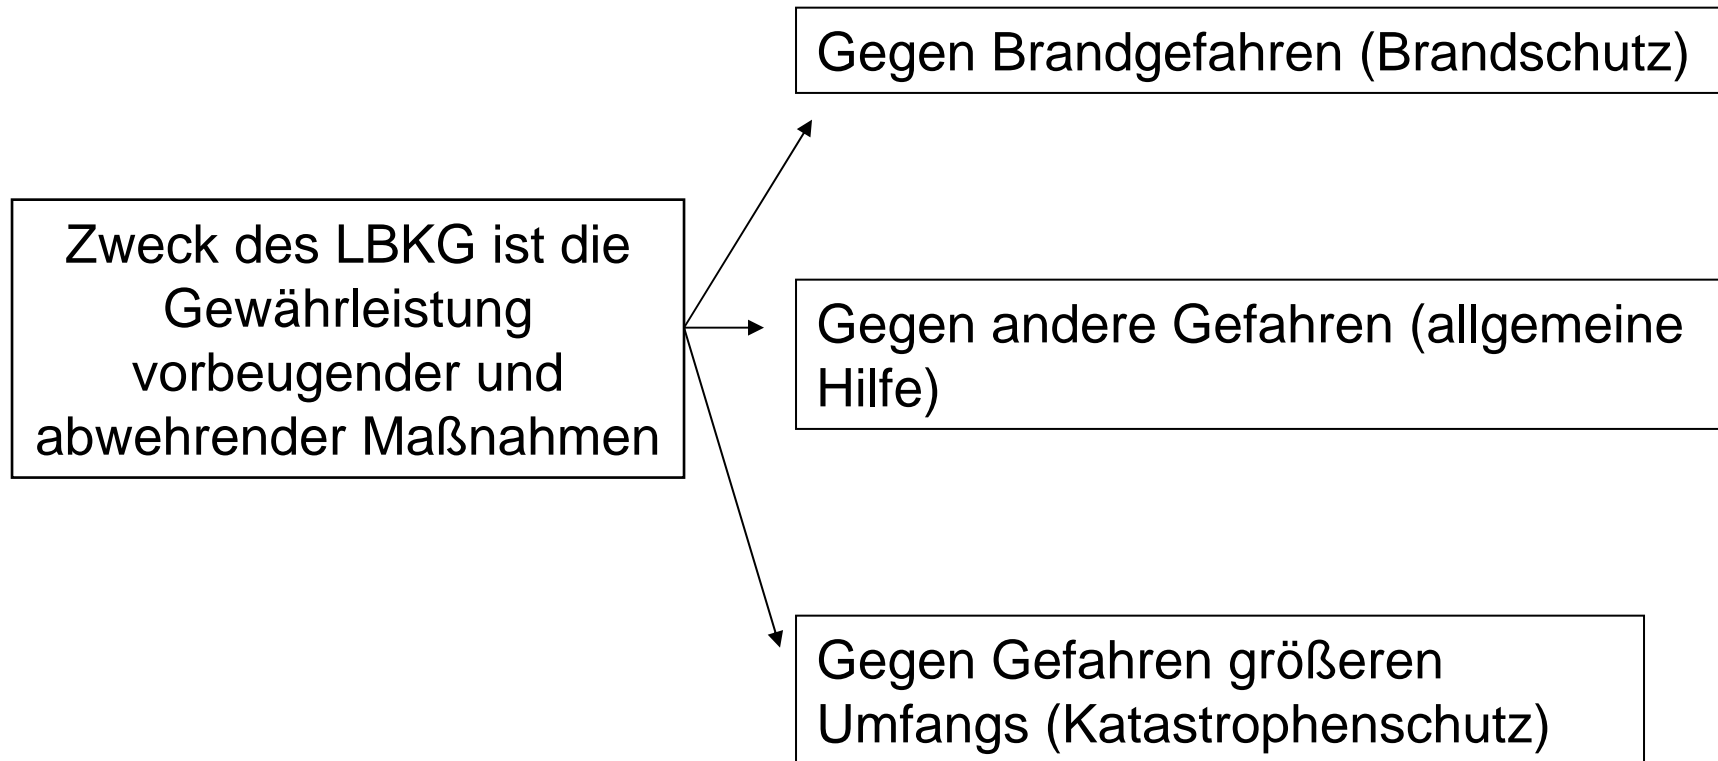 Gegen Brandgefahren (Brandschutz)
Zweck des LBKG ist die
Gewährleistung
vorbeugender und
abwehrender Maßnahmen
Gegen andere Gefahren (allgemeine
Hilfe)
Gegen Gefahren größeren
Umfangs (Katastrophenschutz)